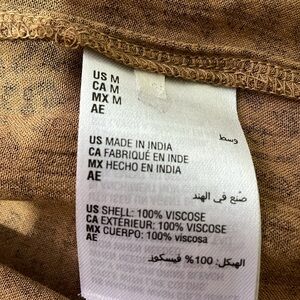 US M
CA M
MX M
AE
وسط
US MADE IN INDIA
CA FABRIQUÉ EN INDE
MX HECHO EN INDIA
AE
صنع في الهند
US SHELL: 100% VISCOSE
CA EXTÉRIEUR: 100% VISCOSE
MX CUERPO: 100% viscosa
AE
الهيكل: 100 % فيسكوز